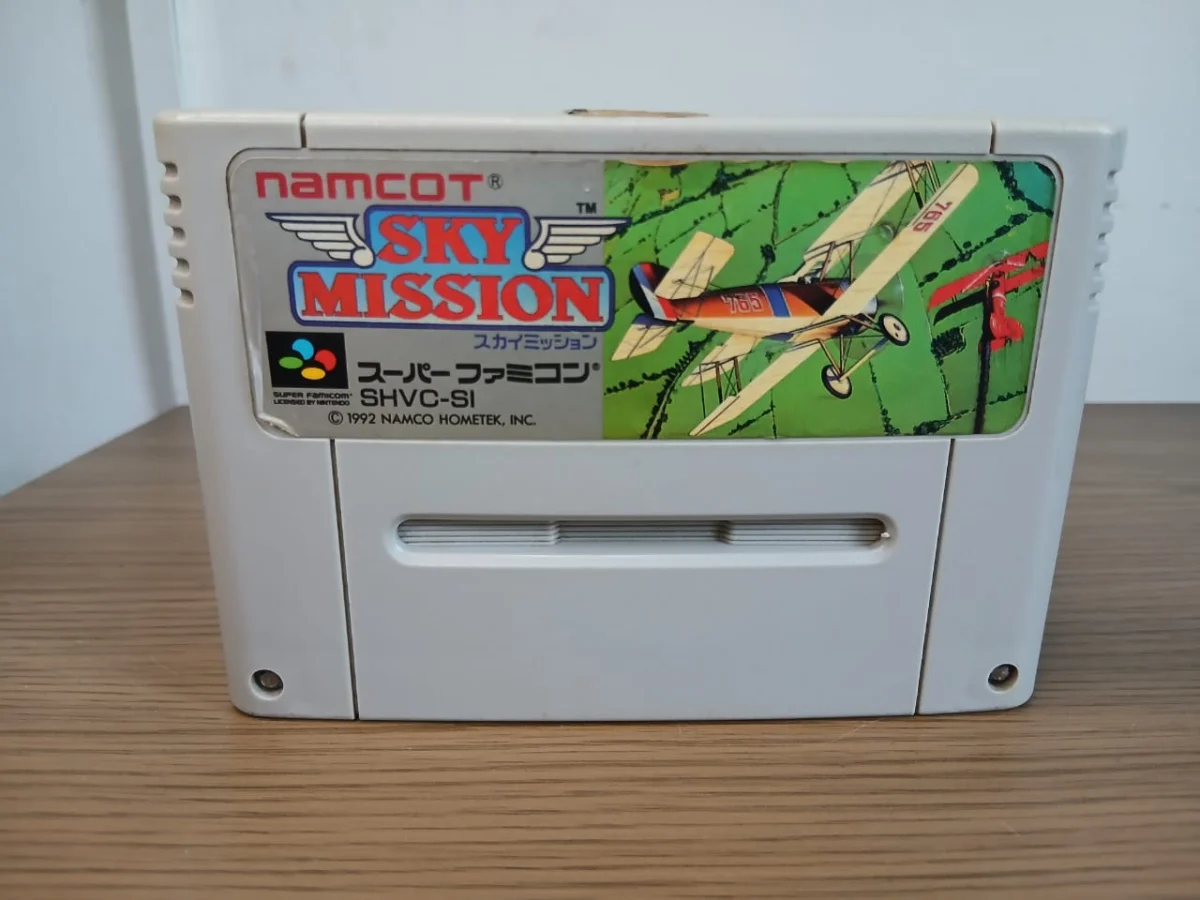 namcoT®
SKY ™
MISSION
スカイミッション
スーパーファミコン®
SUPER FAMICOM
LICENSED BY NINTENDO
SHVC-SI
© 1992 NAMCO HOMETEK, INC.
765
'765